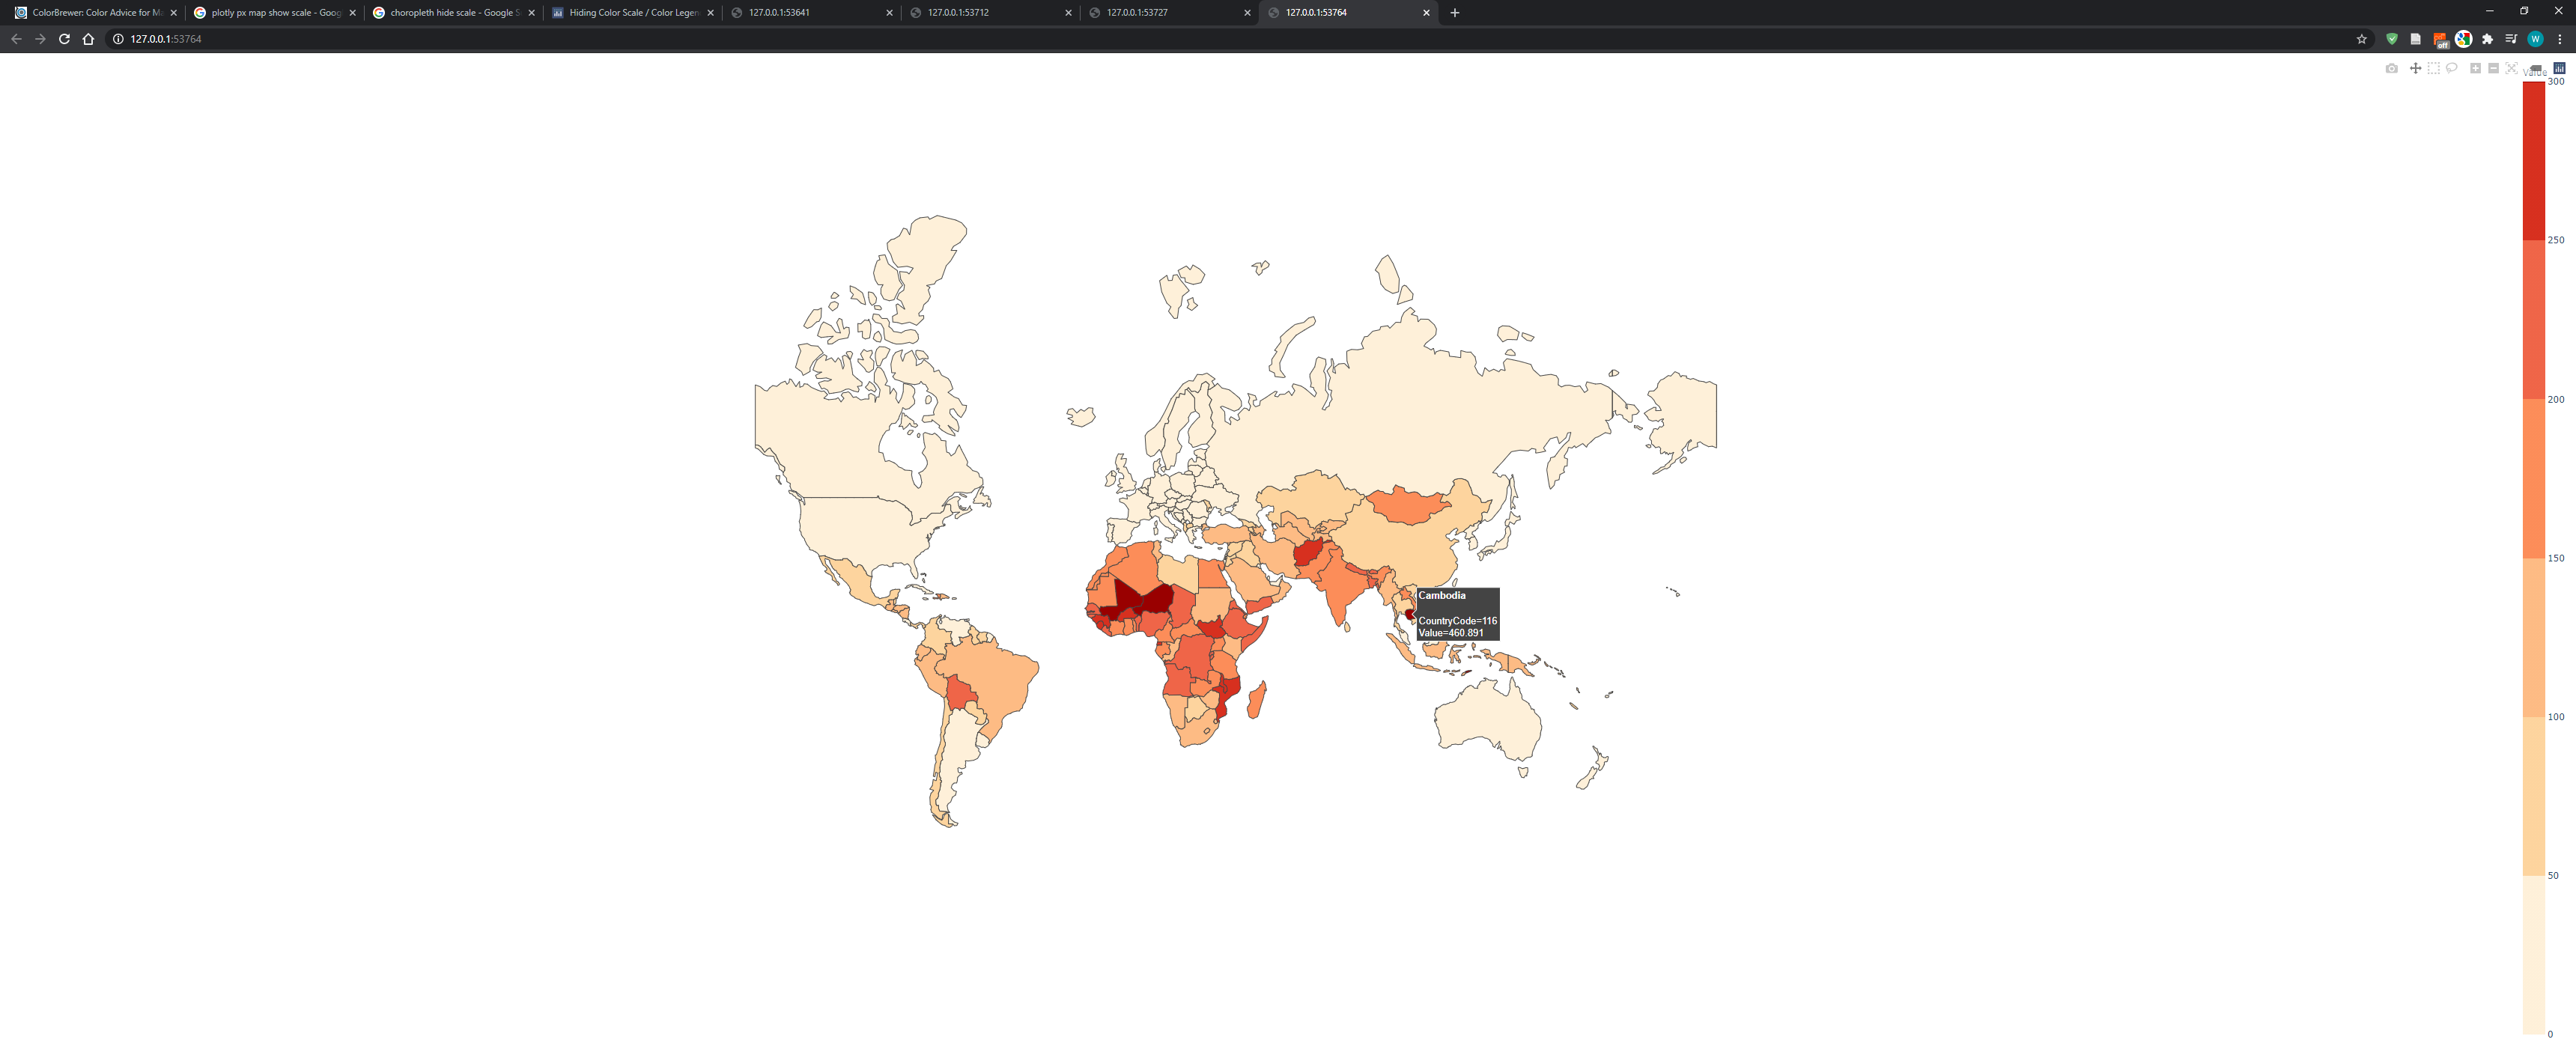 ColorBrewer: Color Advice for M
plotly px map show scale - Goog
choropleth hide scale - Google S
Hiding Color Scale / Color Legen
127.0.0.1:53641
127.0.0.1:53712
127.0.0.1:53727
127.0.0.1:53764
127.0.0.1:53764
off
W
Value
300
250
200
150
100
50
0
Cambodia
CountryCode=116
Value=460.891